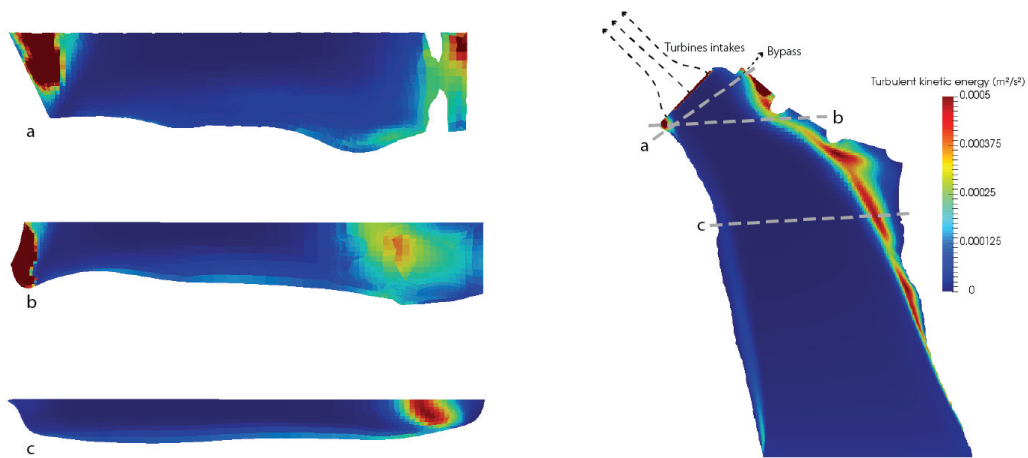 a
b
c
Turbines intakes
Bypass
Turbulent kinetic energy (m²/s²)
0.0005
0.000375
0.00025
0.000125
0
a
b
c